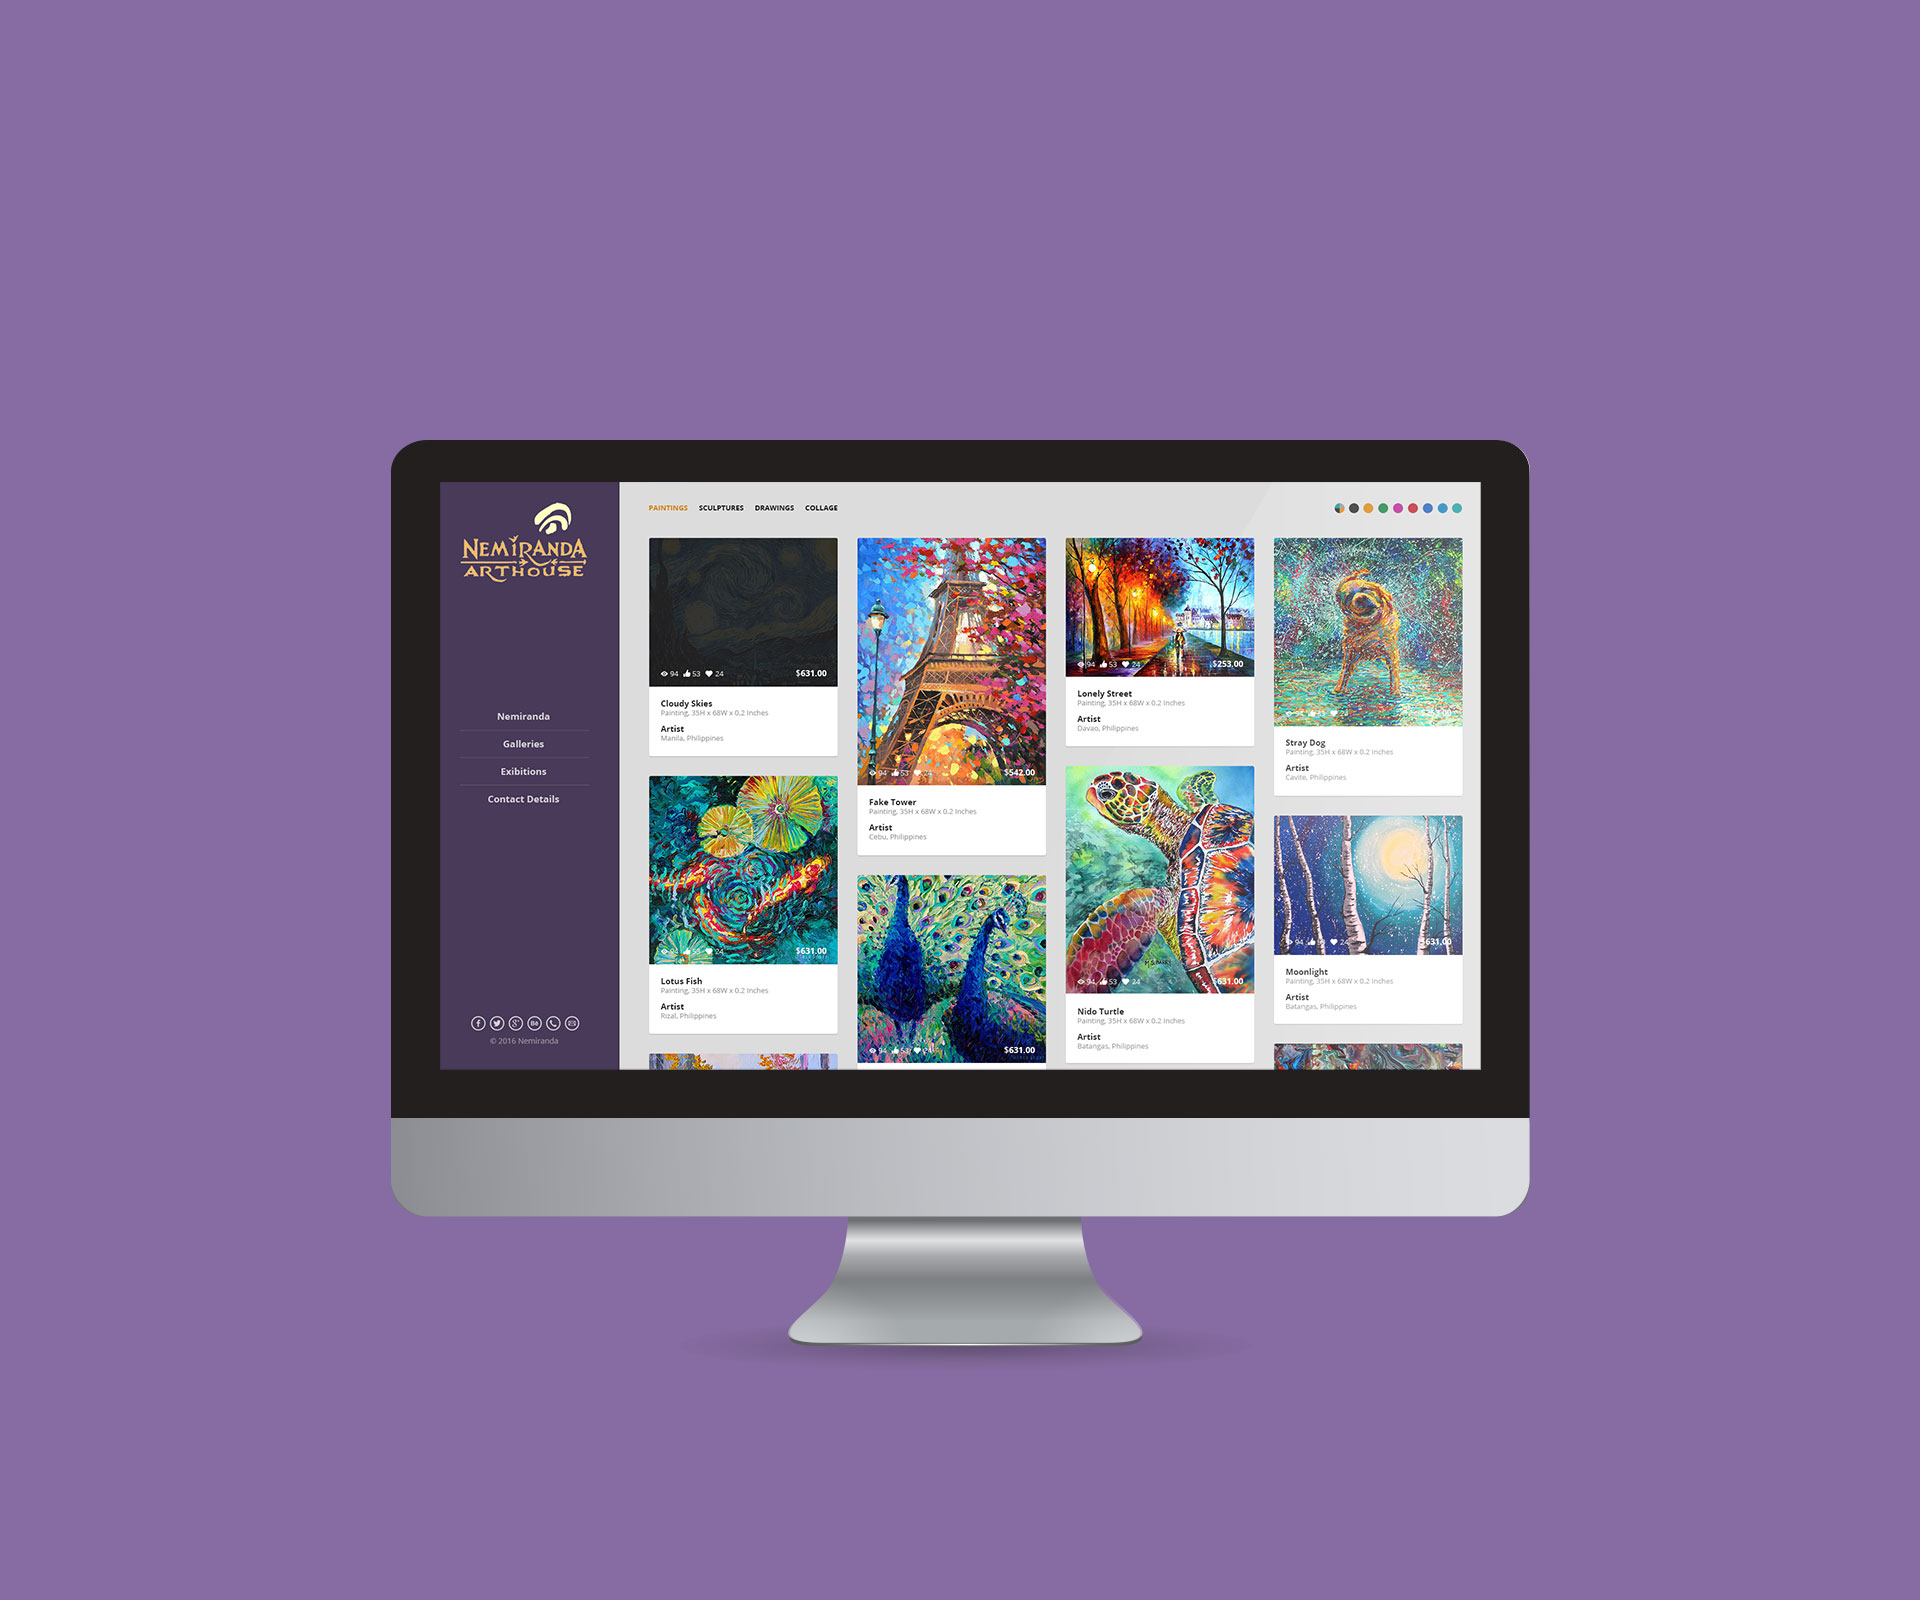 NEMIRANDA
ARTHOUSE
Nemiranda
Galleries
Exibitions
Contact Details
© 2016 Nemiranda
PAINTINGS SCULPTURES DRAWINGS COLLAGE
94 53 24 $631.00
Cloudy Skies
Painting, 35H x 68W x 0.2 Inches
Artist
Manila, Philippines
94 53 24 $631.00
Lotus Fish
Painting, 35H x 68W x 0.2 Inches
Artist
Rizal, Philippines
94 53 24 $542.00
Fake Tower
Painting, 35H x 68W x 0.2 Inches
Artist
Cebu, Philippines
94 53 24 $631.00
94 53 24 $253.00
Lonely Street
Painting, 35H x 68W x 0.2 Inches
Artist
Davao, Philippines
94 53 24 $631.00
Nido Turtle
Painting, 35H x 68W x 0.2 Inches
Artist
Batangas, Philippines
Stray Dog
Painting, 35H x 68W x 0.2 Inches
Artist
Cavite, Philippines
94 24 $631.00
Moonlight
Painting, 35H x 68W x 0.2 Inches
Artist
Batangas, Philippines